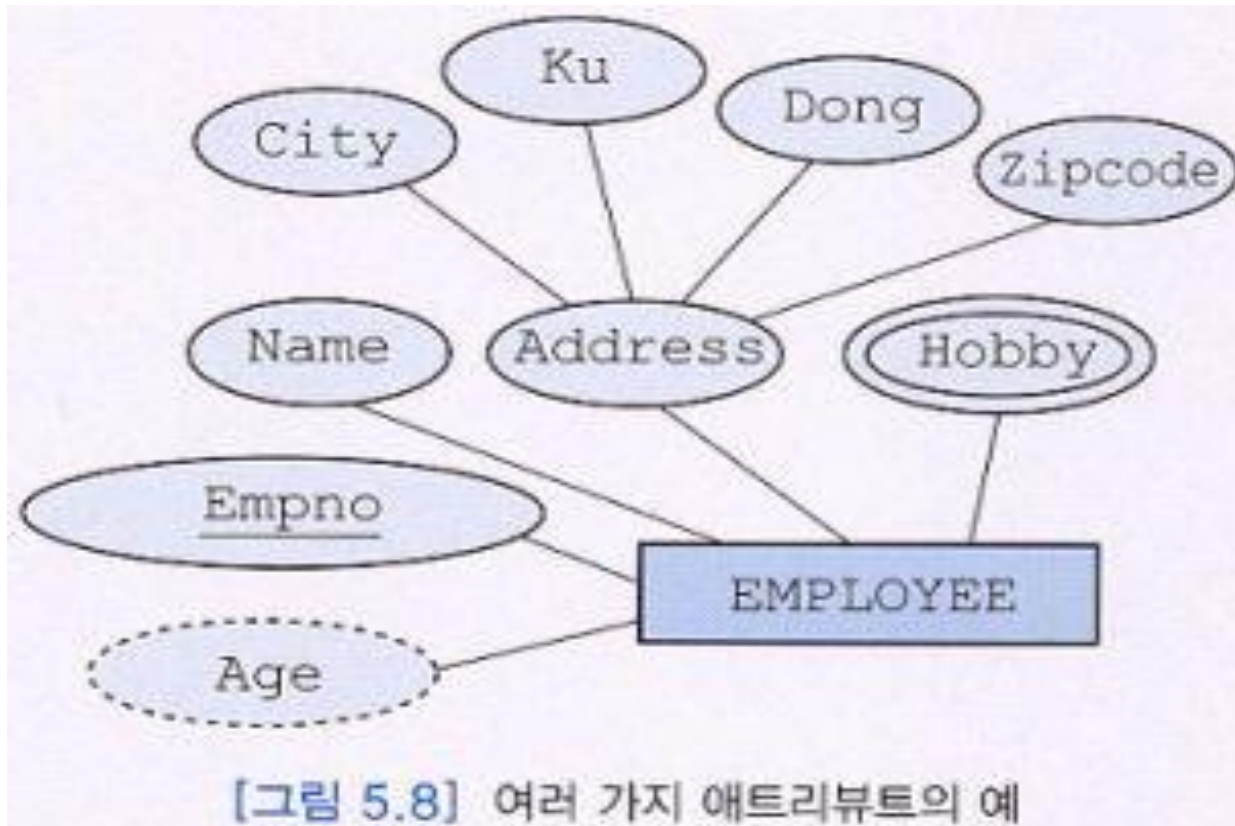 Ku
Dong
City
Zipcode
Name
Address
Hobby
Empno
EMPLOYEE
Age
[그림 5.8] 여러 가지 애트리뷰트의 예